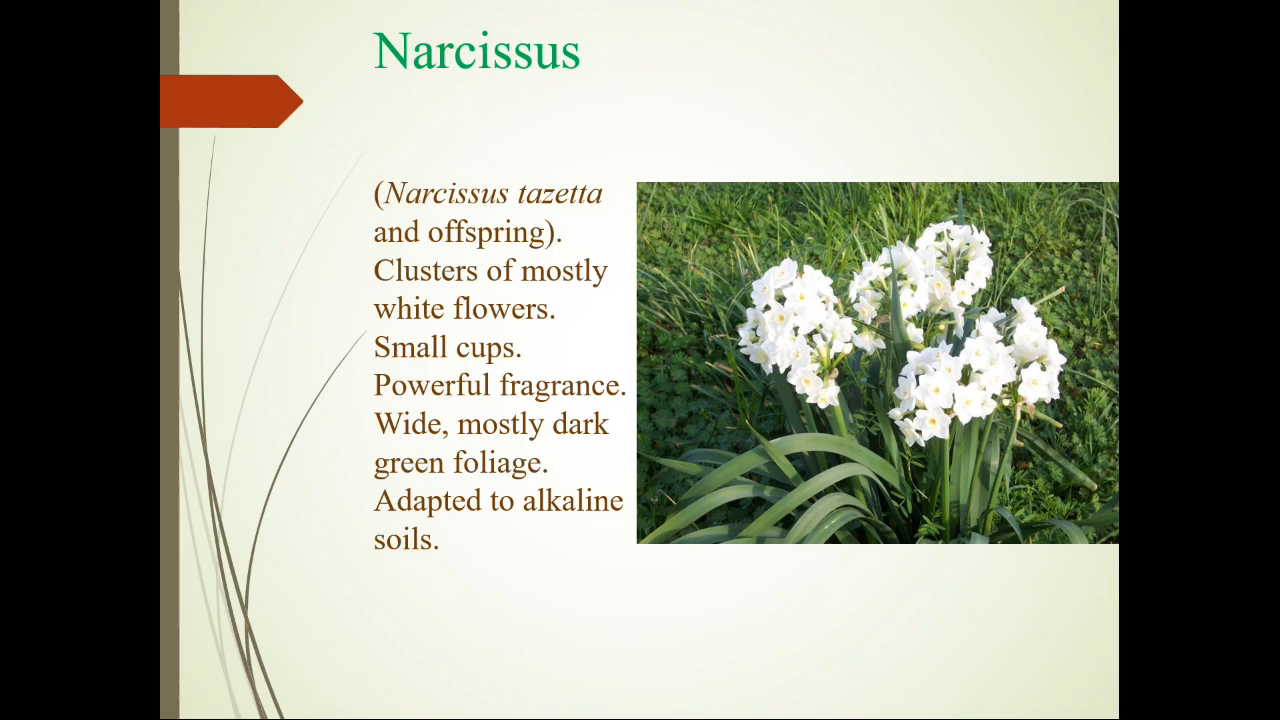 Narcissus
(Narcissus tazetta
and offspring).
Clusters of mostly
white flowers.
Small cups.
Powerful fragrance.
Wide, mostly dark
green foliage.
Adapted to alkaline
soils.